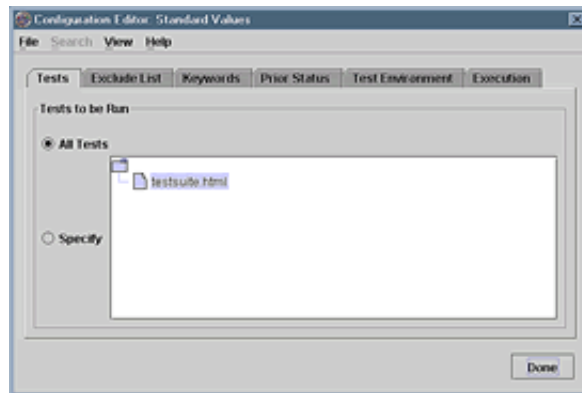 Configuration Editor: Standard Values
File Search View Help
Tests Exclude List Keywords Prior Status Test Environment Execution
Tests to be Run
All Tests
testsuite.html
Specify
Done